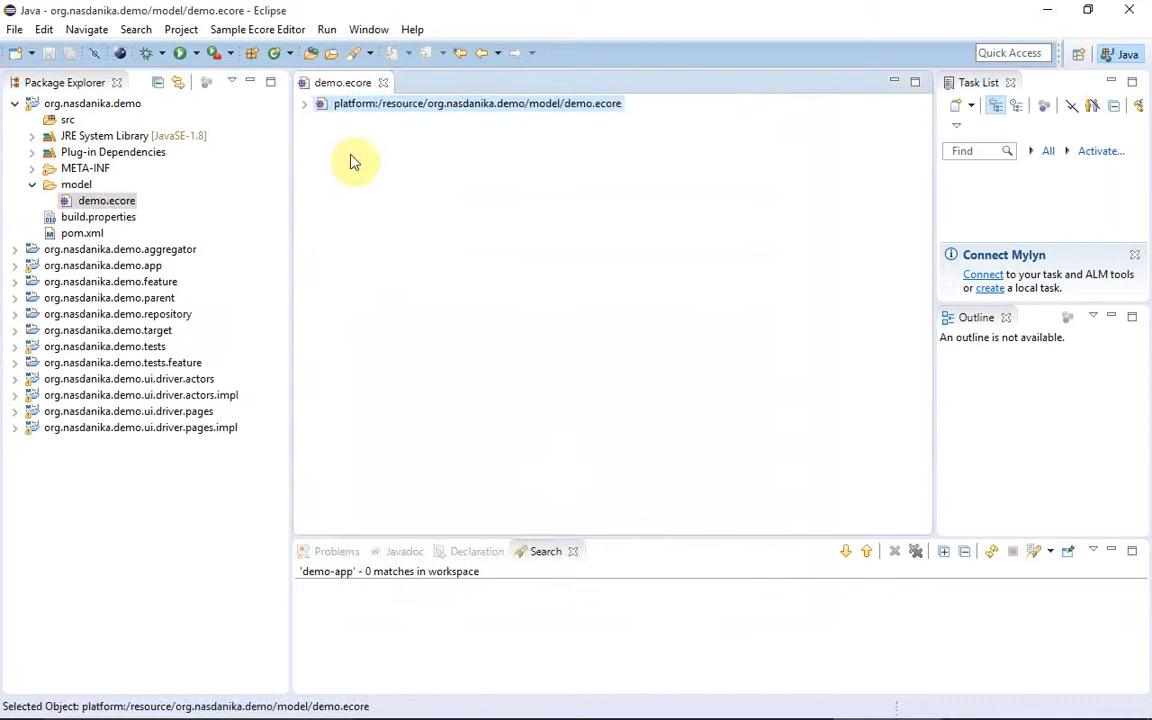 Java - org.nasdanika.demo/model/demo.ecore - Eclipse
File Edit Navigate Search Project Sample Ecore Editor Run Window Help
Quick Access Java
Package Explorer
org.nasdanika.demo
src
JRE System Library [JavaSE-1.8]
Plug-in Dependencies
META-INF
model
demo.ecore
build.properties
pom.xml
org.nasdanika.demo.aggregator
org.nasdanika.demo.app
org.nasdanika.demo.feature
org.nasdanika.demo.parent
org.nasdanika.demo.repository
org.nasdanika.demo.target
org.nasdanika.demo.tests
org.nasdanika.demo.tests.feature
org.nasdanika.demo.ui.driver.actors
org.nasdanika.demo.ui.driver.actors.impl
org.nasdanika.demo.ui.driver.pages
org.nasdanika.demo.ui.driver.pages.impl
demo.ecore
platform:/resource/org.nasdanika.demo/model/demo.ecore
Task List
Find All Activate...
Connect Mylyn
Connect to your task and ALM tools
or create a local task.
Outline
An outline is not available.
Problems Javadoc Declaration Search
'demo-app' - 0 matches in workspace
Selected Object: platform:/resource/org.nasdanika.demo/model/demo.ecore